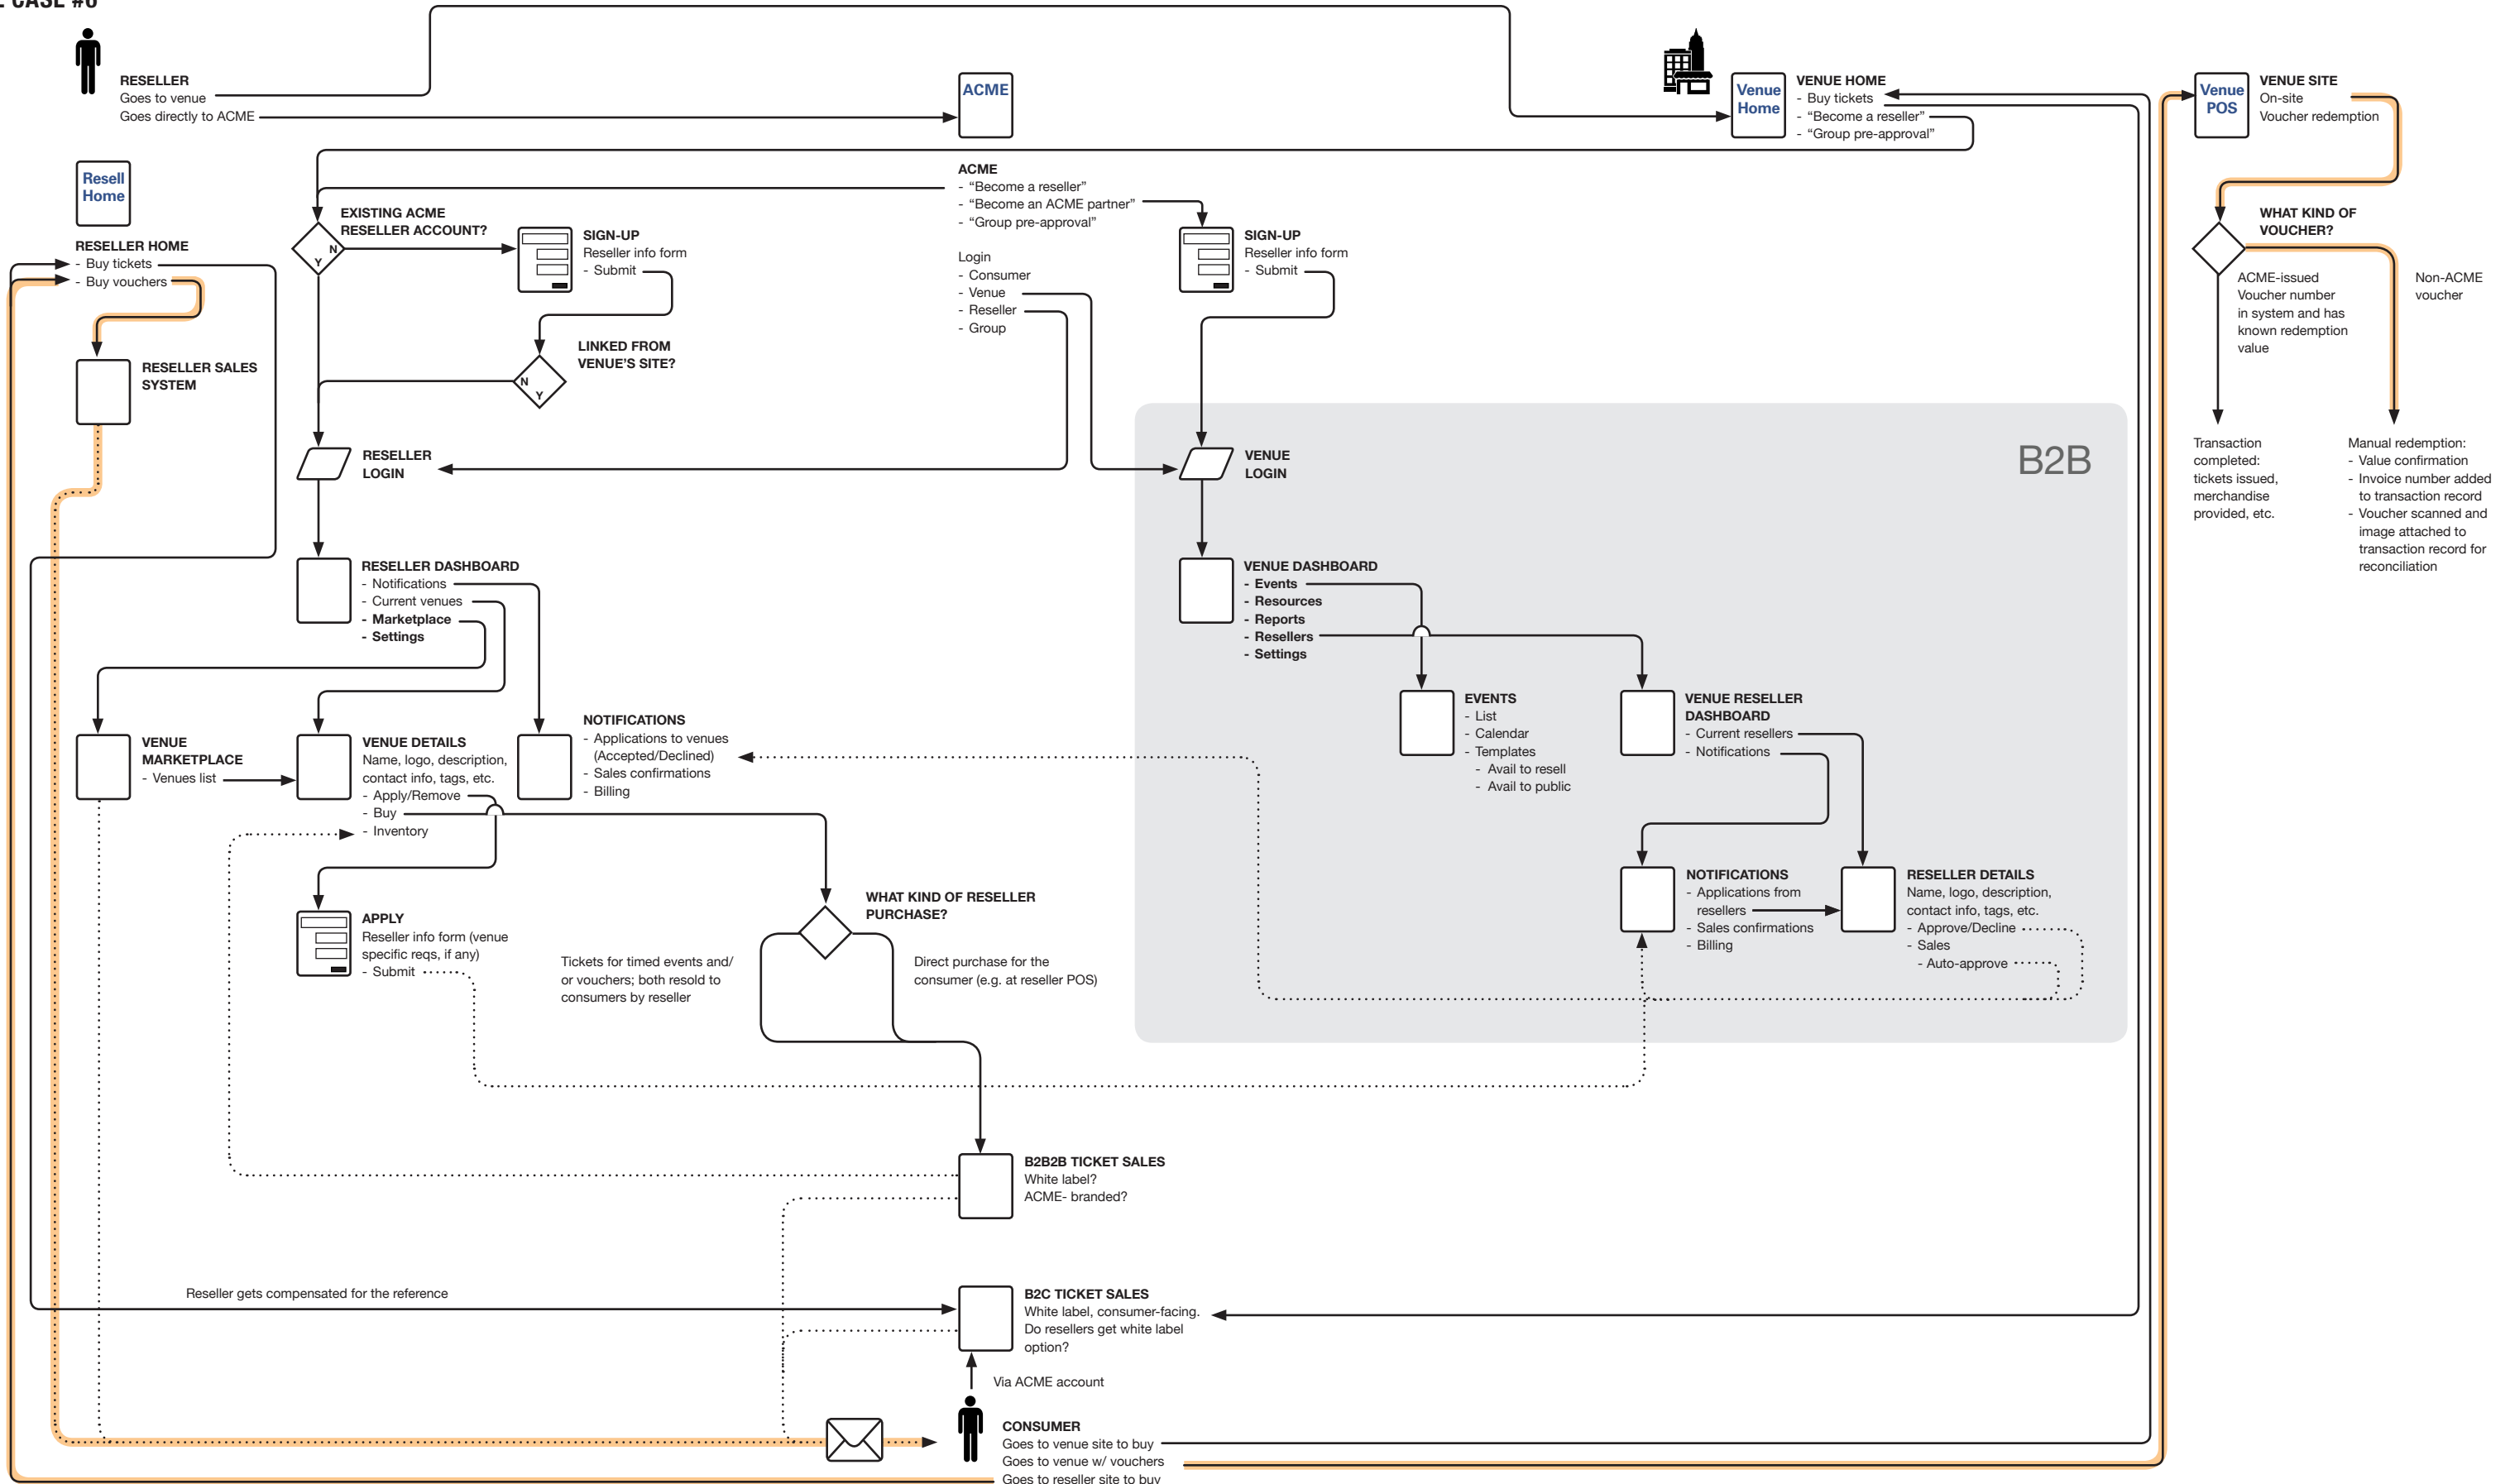 CASE #6
RESELLER
Goes to venue
Goes directly to ACME
ACME
Venue
Home
VENUE HOME
- Buy tickets
- “Become a reseller”
- “Group pre-approval”
Venue
POS
VENUE SITE
On-site
Voucher redemption
Resell
Home
RESELLER HOME
- Buy tickets
- Buy vouchers
RESELLER SALES
SYSTEM
EXISTING ACME
RESELLER ACCOUNT?
N
Y
SIGN-UP
Reseller info form
- Submit
LINKED FROM
VENUE’S SITE?
N
Y
ACME
- “Become a reseller”
- “Become an ACME partner”
- “Group pre-approval”
Login
- Consumer
- Venue
- Reseller
- Group
SIGN-UP
Reseller info form
- Submit
WHAT KIND OF
VOUCHER?
ACME-issued
Voucher number
in system and has
known redemption
value
Non-ACME
voucher
Transaction
completed:
tickets issued,
merchandise
provided, etc.
Manual redemption:
- Value confirmation
- Invoice number added
to transaction record
- Voucher scanned and
image attached to
transaction record for
reconciliation
RESELLER
LOGIN
VENUE
LOGIN
B2B
RESELLER DASHBOARD
- Notifications
- Current venues
- Marketplace
- Settings
VENUE DASHBOARD
- Events
- Resources
- Reports
- Resellers
- Settings
VENUE
MARKETPLACE
- Venues list
VENUE DETAILS
Name, logo, description,
contact info, tags, etc.
- Apply/Remove
- Buy
- Inventory
NOTIFICATIONS
- Applications to venues
(Accepted/Declined)
- Sales confirmations
- Billing
EVENTS
- List
- Calendar
- Templates
- Avail to resell
- Avail to public
VENUE RESELLER
DASHBOARD
- Current resellers
- Notifications
NOTIFICATIONS
- Applications from
resellers
- Sales confirmations
- Billing
RESELLER DETAILS
Name, logo, description,
contact info, tags, etc.
- Approve/Decline
- Sales
- Auto-approve
APPLY
Reseller info form (venue
specific reqs, if any)
- Submit
WHAT KIND OF RESELLER
PURCHASE?
Tickets for timed events and/
or vouchers; both resold to
consumers by reseller
Direct purchase for the
consumer (e.g. at reseller POS)
B2B2B TICKET SALES
White label?
ACME- branded?
Reseller gets compensated for the reference
B2C TICKET SALES
White label, consumer-facing.
Do resellers get white label
option?
Via ACME account
CONSUMER
Goes to venue site to buy
Goes to venue w/ vouchers
Goes to reseller site to buy